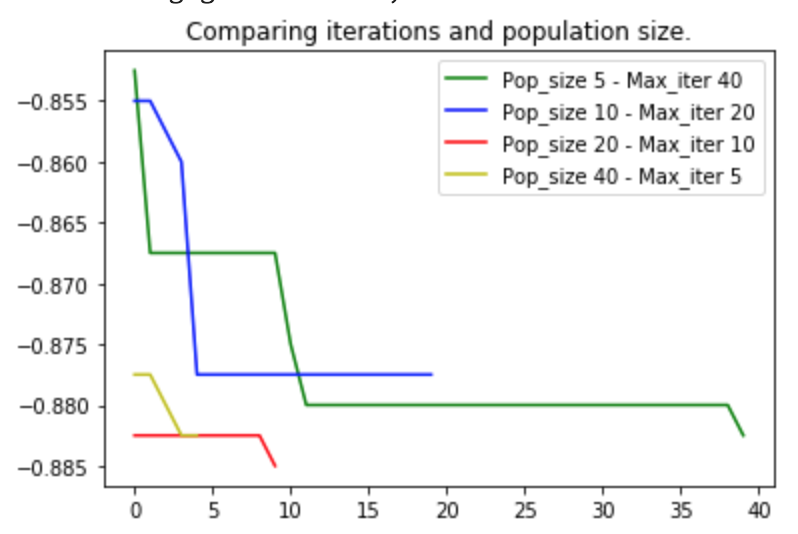 Comparing iterations and population size.
Pop_size 5 - Max_iter 40
Pop_size 10 - Max_iter 20
Pop_size 20 - Max_iter 10
Pop_size 40 - Max_iter 5
−0.855
−0.860
−0.865
−0.870
−0.875
−0.880
−0.885
0 5 10 15 20 25 30 35 40